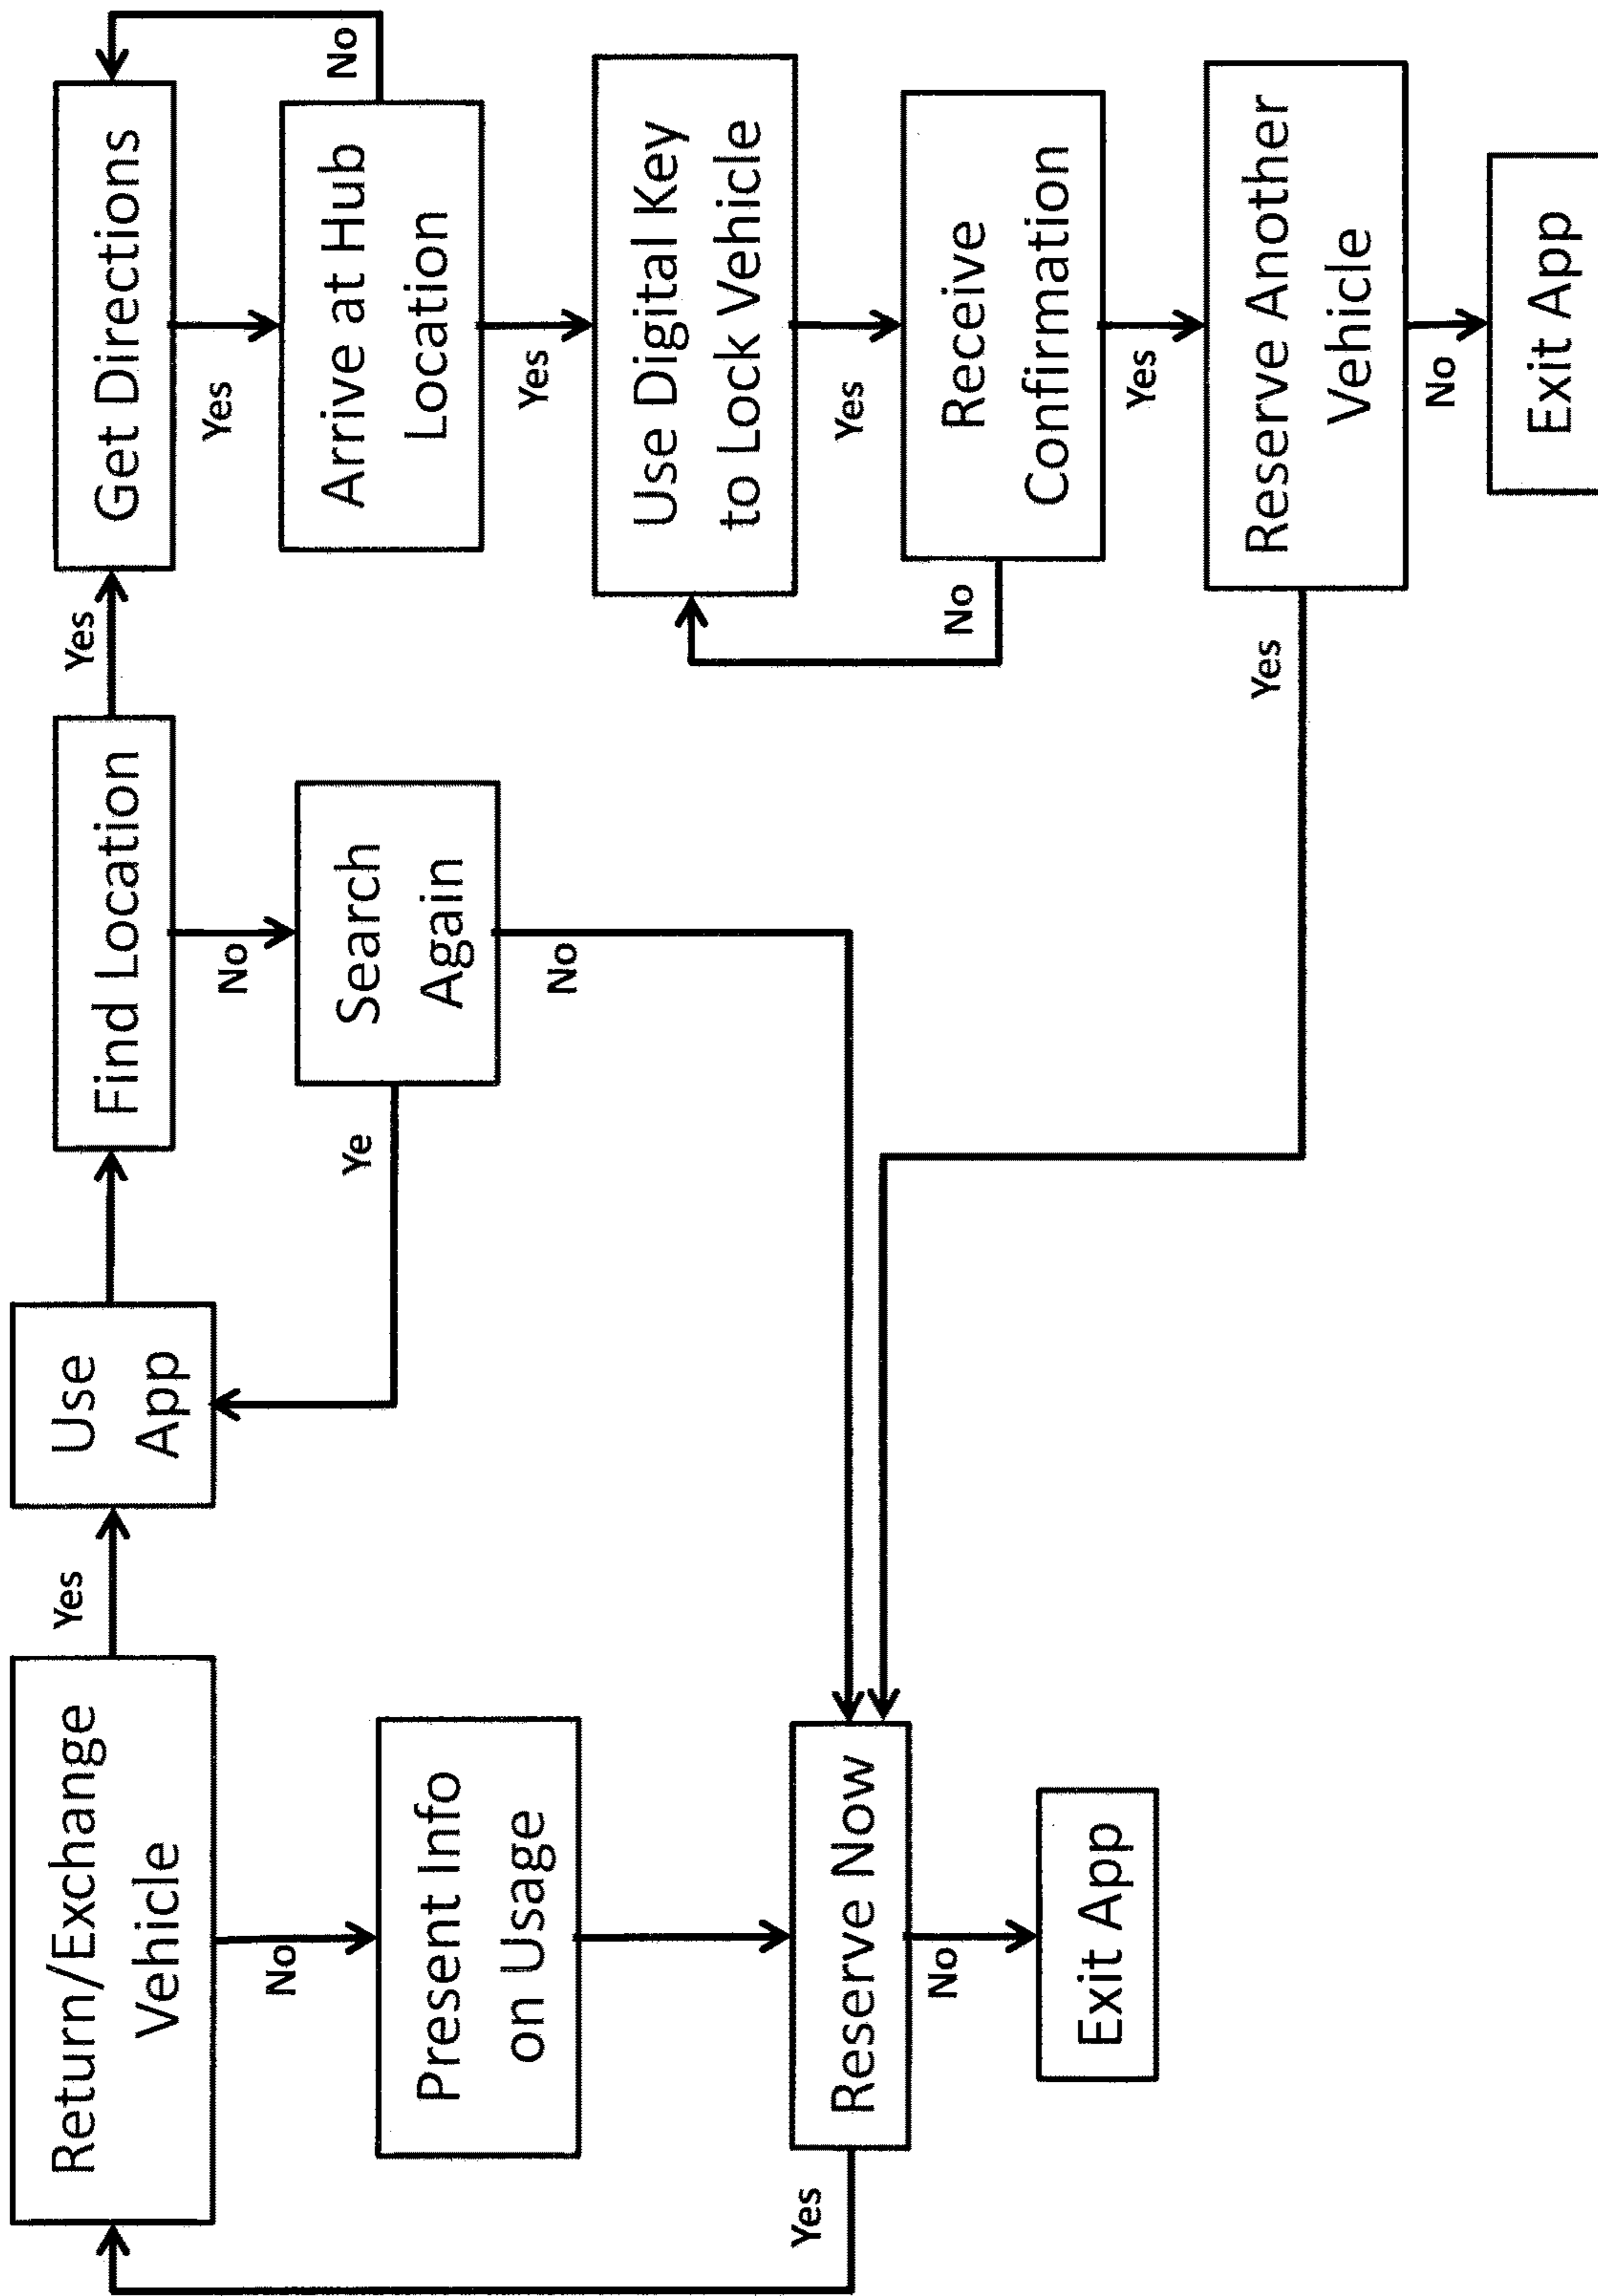 Return/Exchange
Vehicle
Yes
Use
App
Find Location
Yes
Get Directions
No
Present Info
on Usage
Ye
No
Search
Again
No
Yes
Arrive at Hub
Location
No
Yes
Use Digital Key
to Lock Vehicle
Yes
Reserve Now
Yes
No
Exit App
No
Receive
Confirmation
Yes
Yes
Reserve Another
Vehicle
No
Exit App